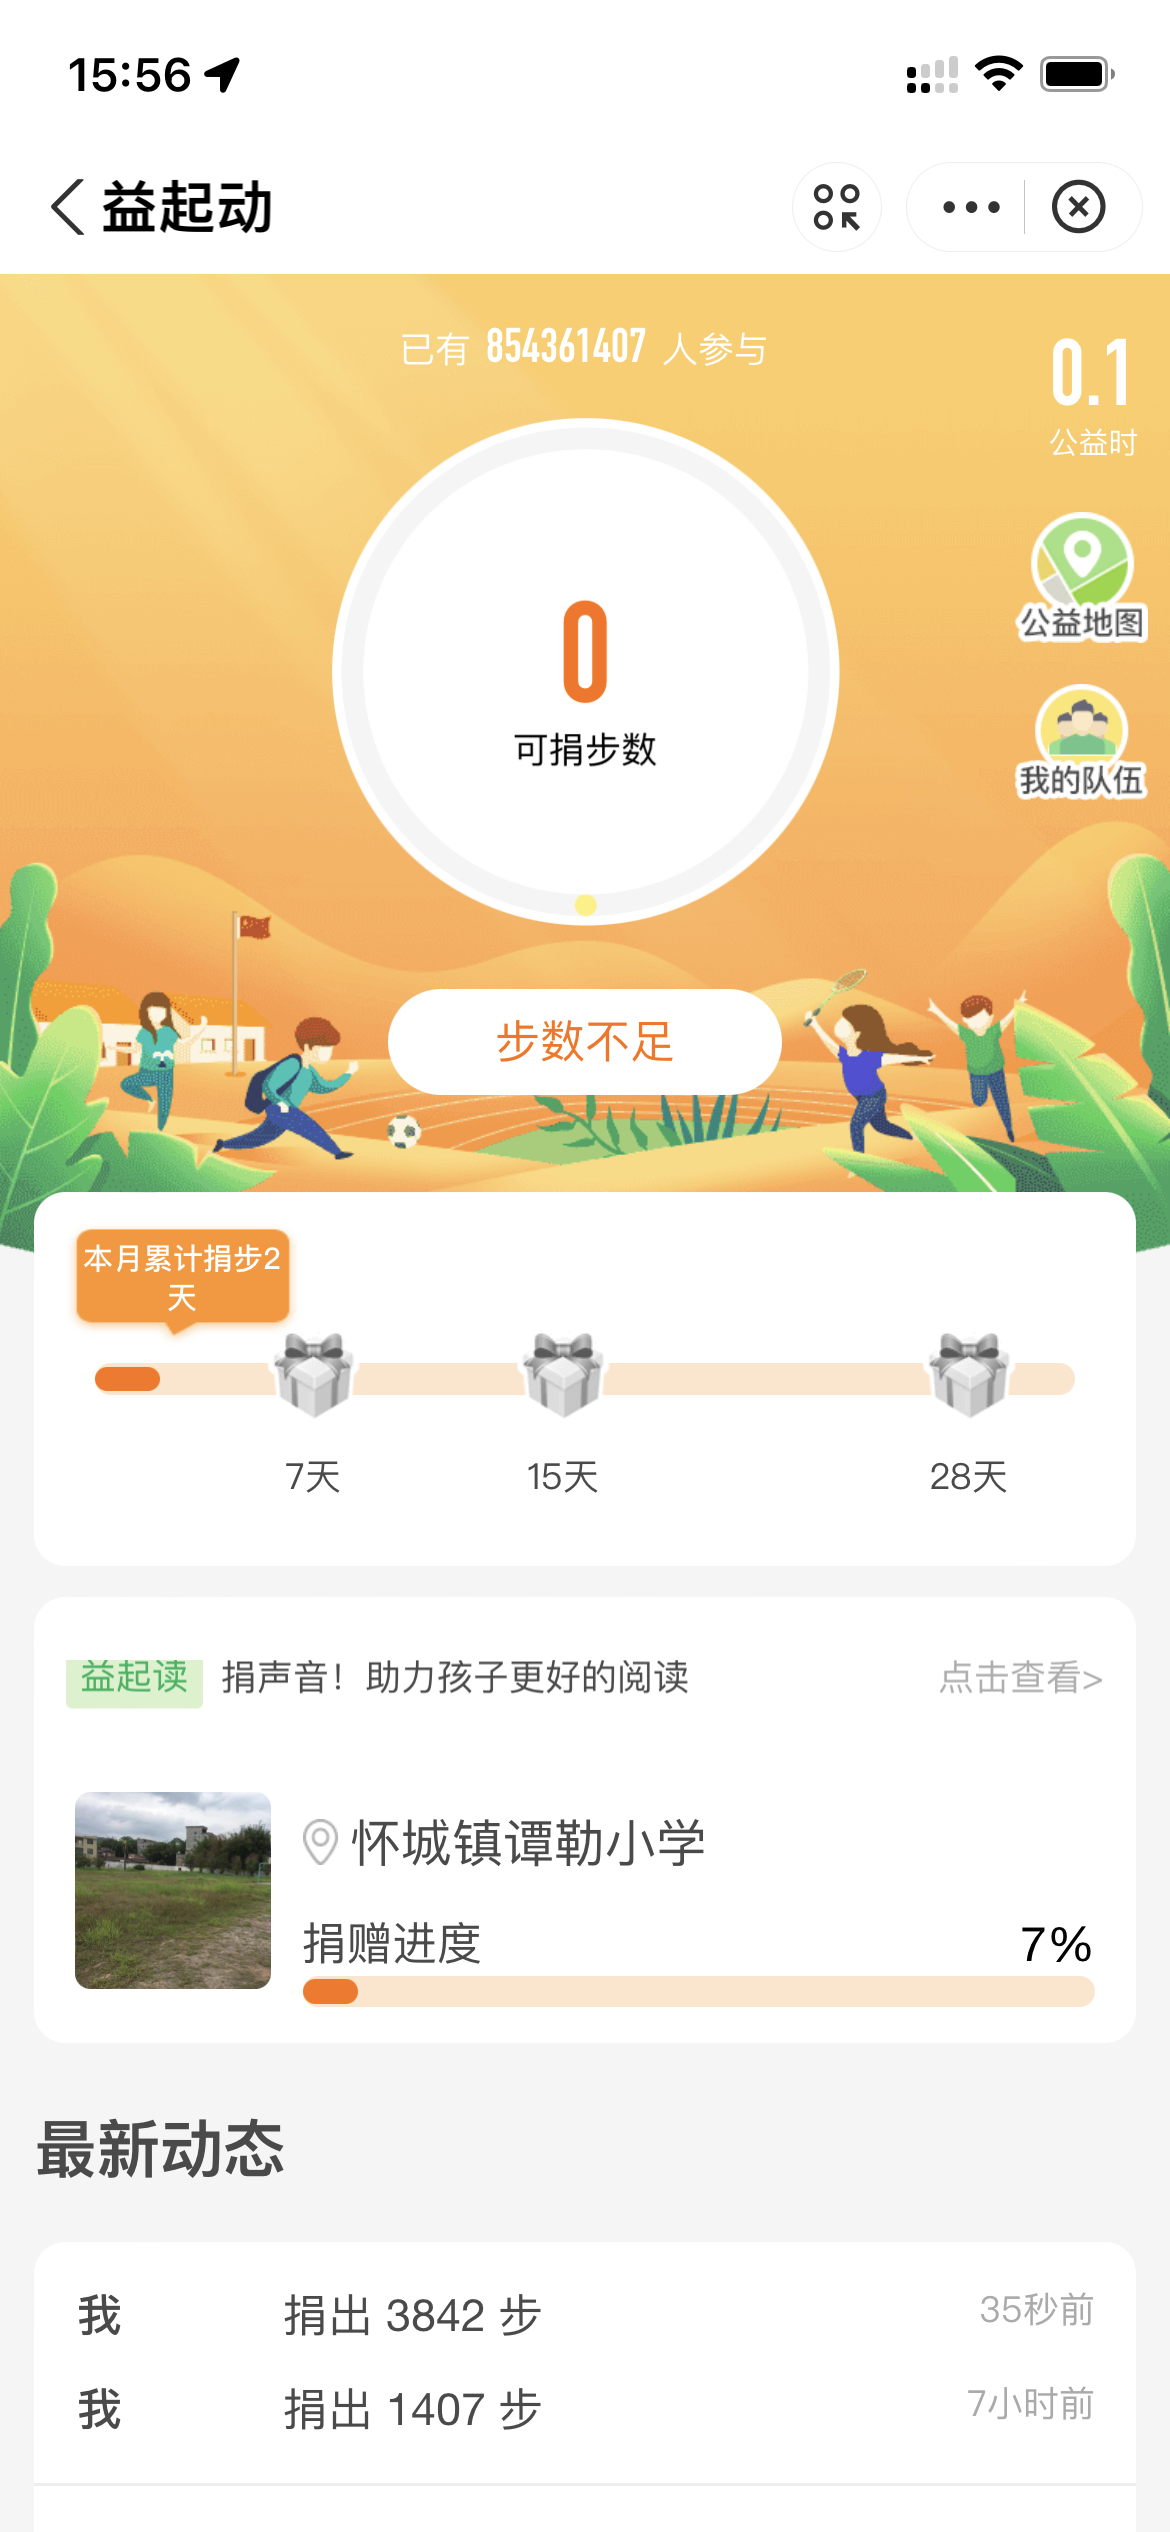 15:56
益起动
已有 854361407 人参与
0.1
公益时
0
可捐步数
公益地图
我的队伍
步数不足
本月累计捐步2
天
7天
15天
28天
益起读 捐声音！助力孩子更好的阅读 点击查看>
怀城镇谭勒小学
捐赠进度 7%
最新动态
我 捐出 3842 步 35秒前
我 捐出 1407 步 7小时前